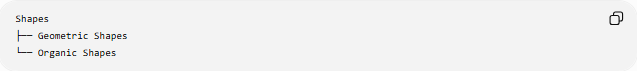 Shapes
├── Geometric Shapes
└── Organic Shapes